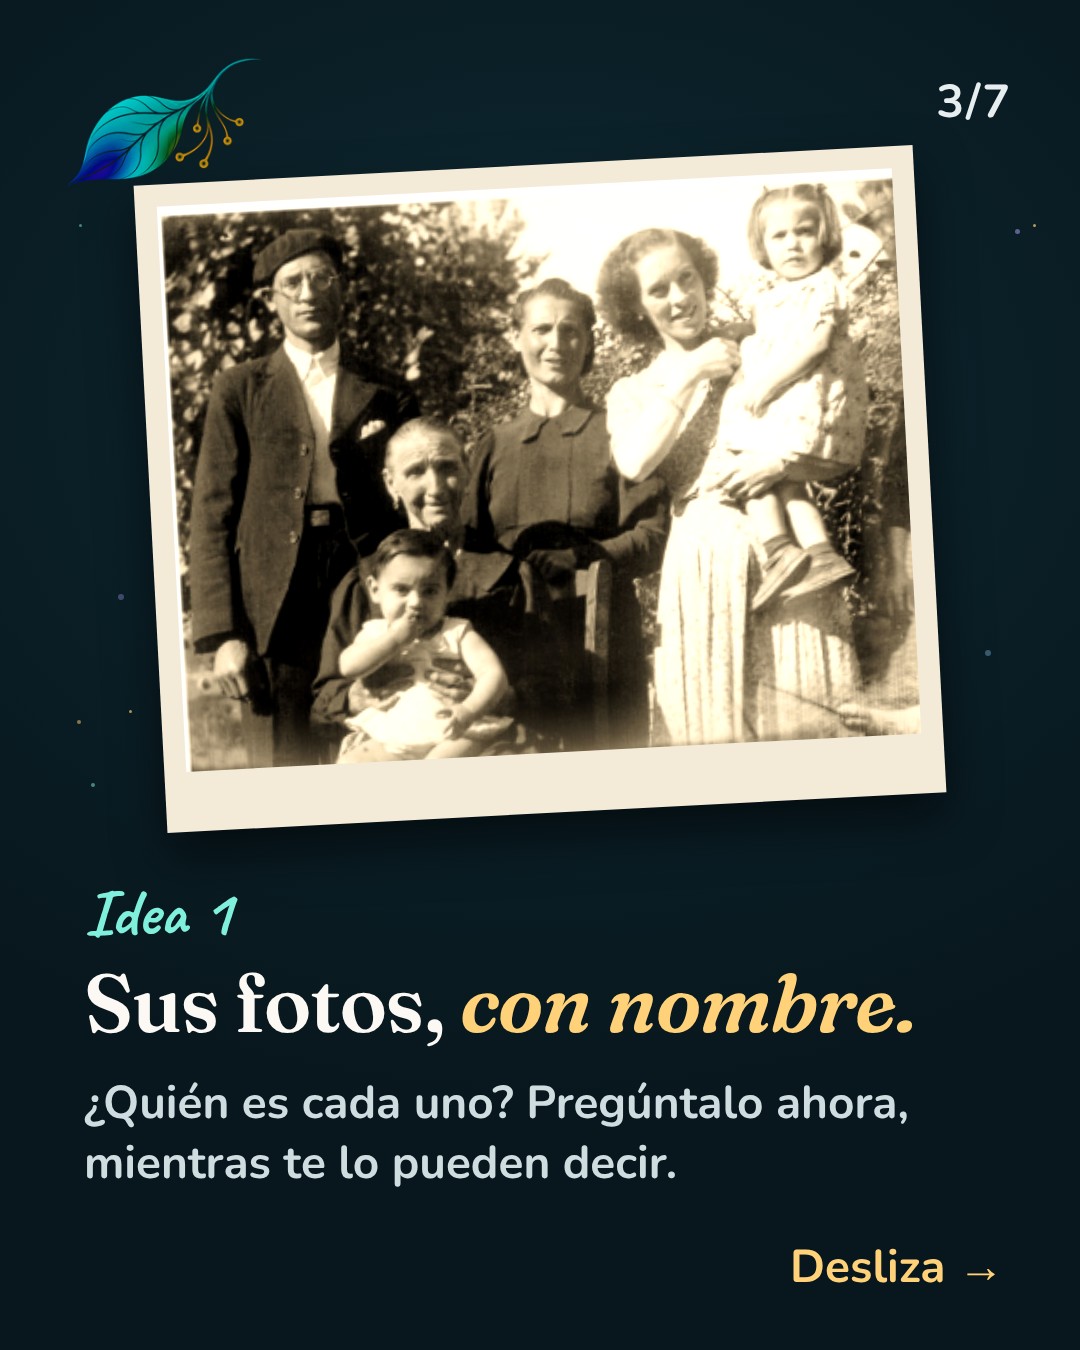 3/7
Idea 1
Sus fotos, con nombre.
¿Quién es cada uno? Pregúntalo ahora,
mientras te lo pueden decir.
Desliza →